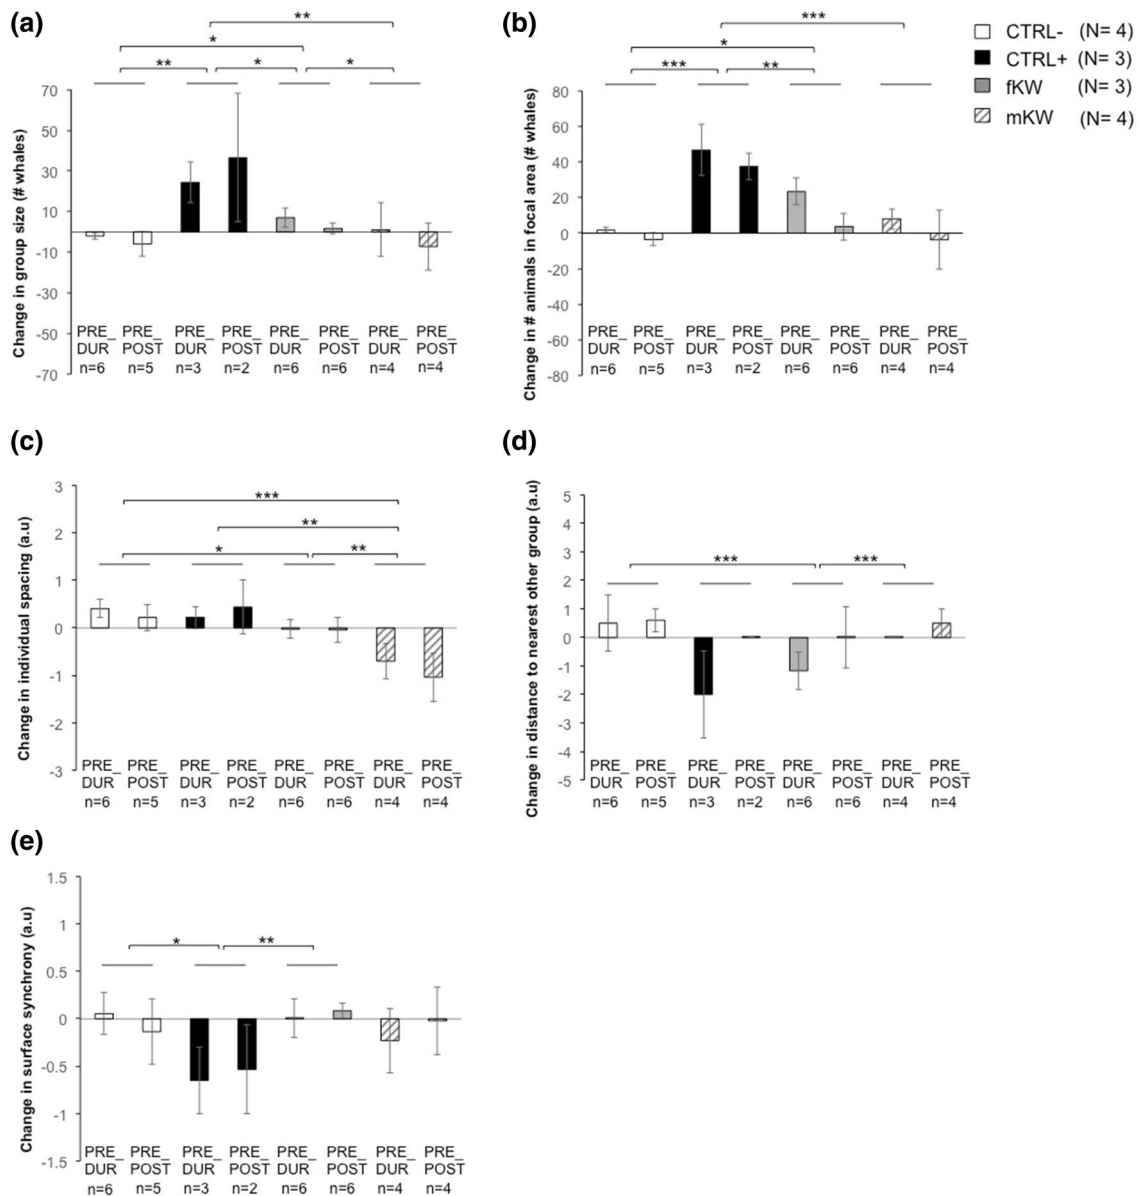 (a)
**
*
**
*
*
70
50
30
10
-10
-30
-50
-70
Change in group size (# whales)
PRE_ PRE_ PRE_ PRE_ PRE_ PRE_ PRE_ PRE_
DUR POST DUR POST DUR POST DUR POST
n=6 n=5 n=3 n=2 n=6 n=6 n=4 n=4
(b)
***
*
***
**
80
60
40
20
0
-20
-40
-60
-80
Change in # animals in focal area (# whales)
PRE_ PRE_ PRE_ PRE_ PRE_ PRE_ PRE_ PRE_
DUR POST DUR POST DUR POST DUR POST
n=6 n=5 n=3 n=2 n=6 n=6 n=4 n=4
CTRL- (N= 4)
CTRL+ (N= 3)
fKW (N= 3)
mKW (N= 4)
(c)
***
**
*
**
3
2
1
0
-1
-2
-3
Change in individual spacing (a.u)
PRE_ PRE_ PRE_ PRE_ PRE_ PRE_ PRE_ PRE_
DUR POST DUR POST DUR POST DUR POST
n=6 n=5 n=3 n=2 n=6 n=6 n=4 n=4
(d)
***
***
5
4
3
2
1
0
-1
-2
-3
-4
-5
Change in distance to nearest other group (a.u)
PRE_ PRE_ PRE_ PRE_ PRE_ PRE_ PRE_ PRE_
DUR POST DUR POST DUR POST DUR POST
n=6 n=5 n=3 n=2 n=6 n=6 n=4 n=4
(e)
*
**
1.5
1
0.5
0
-0.5
-1
-1.5
Change in surface synchrony (a.u)
PRE_ PRE_ PRE_ PRE_ PRE_ PRE_ PRE_ PRE_
DUR POST DUR POST DUR POST DUR POST
n=6 n=5 n=3 n=2 n=6 n=6 n=4 n=4